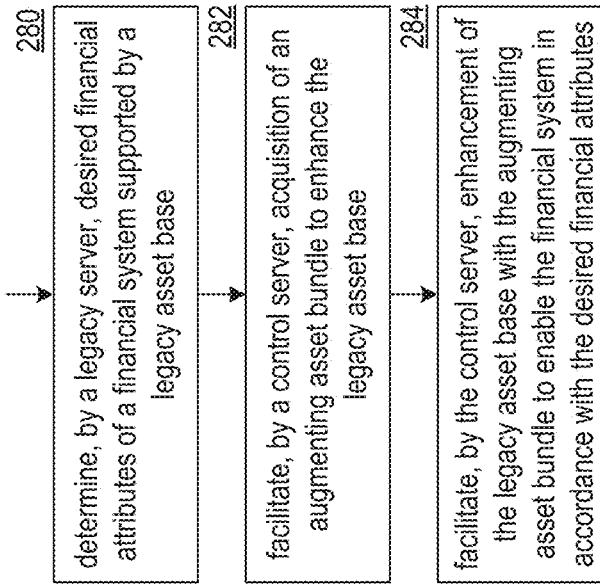 280
determine, by a legacy server, desired financial
attributes of a financial system supported by a
legacy asset base
282
facilitate, by a control server, acquisition of an
augmenting asset bundle to enhance the
legacy asset base
284
facilitate, by the control server, enhancement of
the legacy asset base with the augmenting
asset bundle to enable the financial system in
accordance with the desired financial attributes